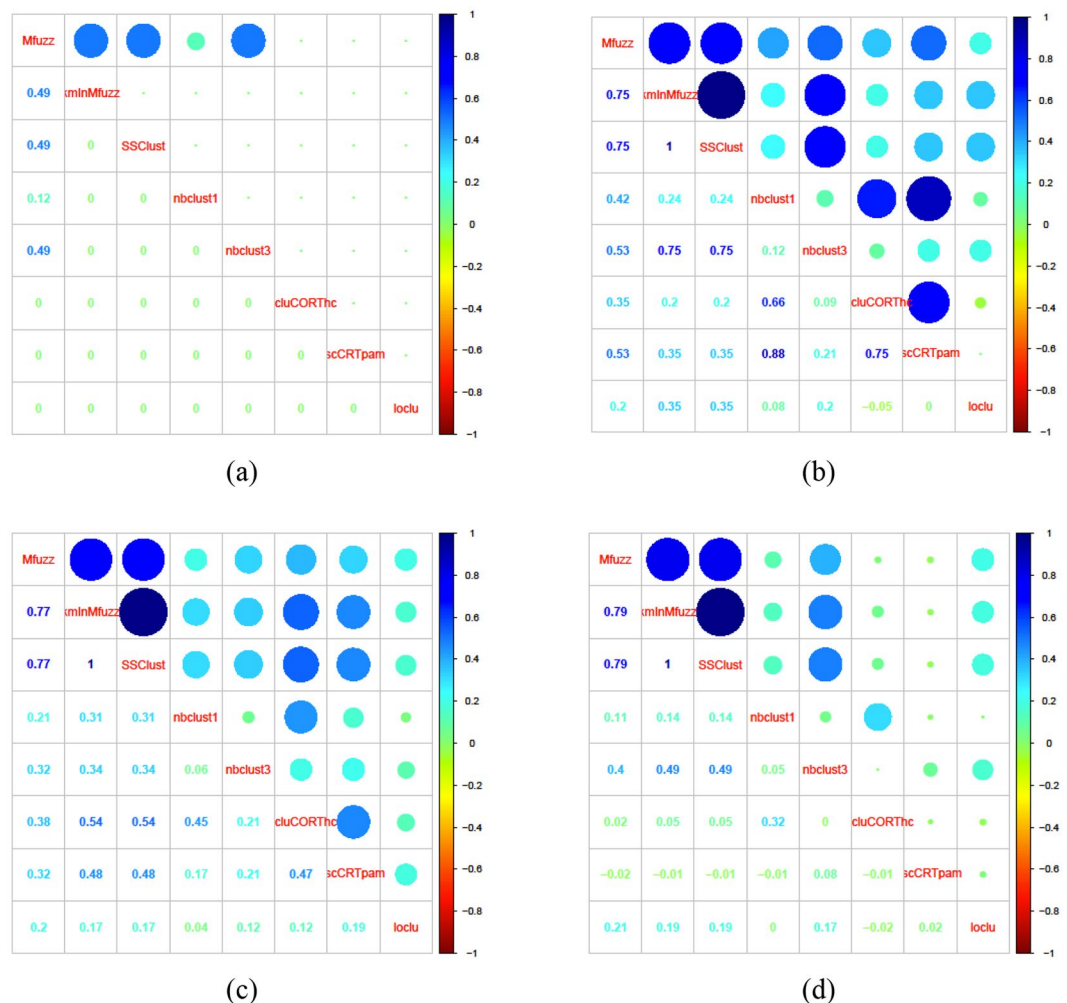 Mfuzz
0.49 kmInMfuzz
0.49 0 SSClust
0.12 0 0 nbclust1
0.49 0 0 0 nbclust3
0 0 0 0 0 cluCORThc
0 0 0 0 0 0 scCRTpam
0 0 0 0 0 0 0 loclu
1
0.8
0.6
0.4
0.2
0
−0.2
−0.4
−0.6
−0.8
−1
(a)
Mfuzz
0.75 kmInMfuzz
0.75 1 SSClust
0.42 0.24 0.24 nbclust1
0.53 0.75 0.75 0.12 nbclust3
0.35 0.2 0.2 0.66 0.09 cluCORThc
0.53 0.35 0.35 0.88 0.21 0.75 scCRTpam
0.2 0.35 0.35 0.08 0.2 −0.05 0 loclu
1
0.8
0.6
0.4
0.2
0
−0.2
−0.4
−0.6
−0.8
−1
(b)
Mfuzz
0.77 kmInMfuzz
0.77 1 SSClust
0.21 0.31 0.31 nbclust1
0.32 0.34 0.34 0.06 nbclust3
0.38 0.54 0.54 0.45 0.21 cluCORThc
0.32 0.48 0.48 0.17 0.21 0.47 scCRTpam
0.2 0.17 0.17 0.04 0.12 0.12 0.19 loclu
1
0.8
0.6
0.4
0.2
0
−0.2
−0.4
−0.6
−0.8
−1
(c)
Mfuzz
0.79 kmInMfuzz
0.79 1 SSClust
0.11 0.14 0.14 nbclust1
0.4 0.49 0.49 0.05 nbclust3
0.02 0.05 0.05 0.32 0 cluCORThc
−0.02 −0.01 −0.01 −0.01 0.08 −0.01 scCRTpam
0.21 0.19 0.19 0 0.17 −0.02 0.02 loclu
1
0.8
0.6
0.4
0.2
0
−0.2
−0.4
−0.6
−0.8
−1
(d)